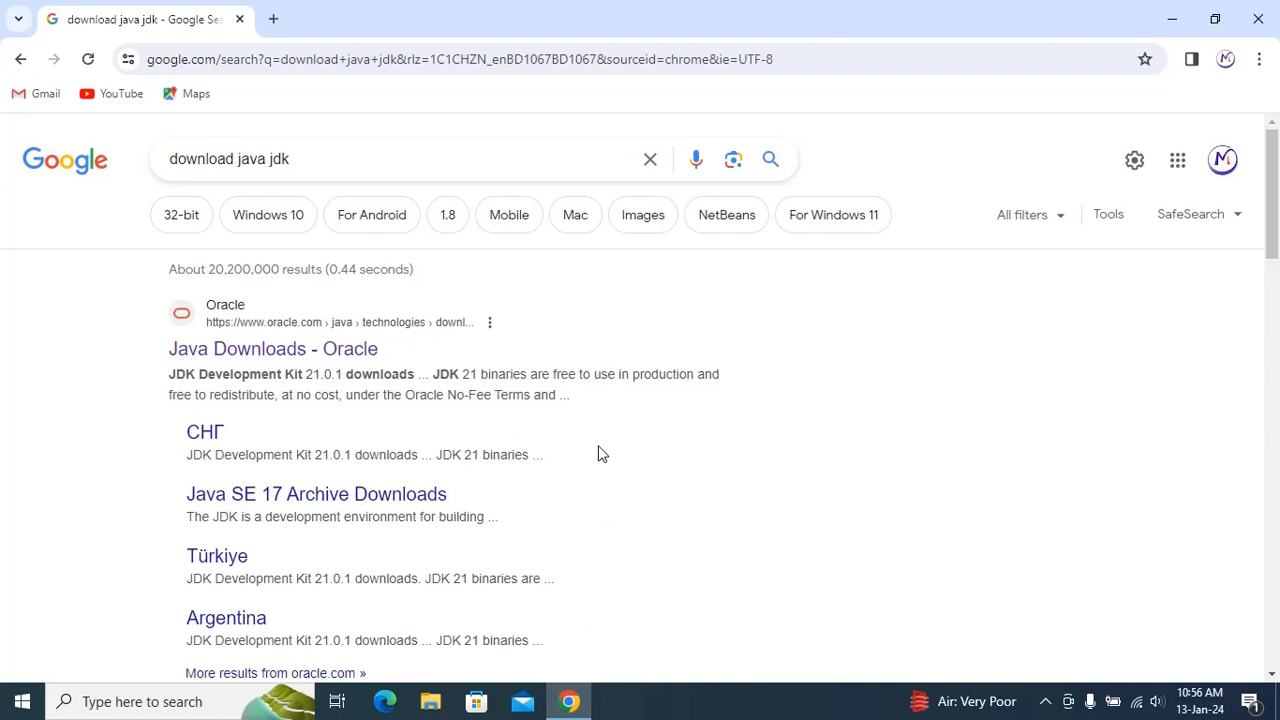 download java jdk - Google Sea
google.com/search?q=download+java+jdk&rlz=1C1CHZN_enBD1067BD1067&sourceid=chrome&ie=UTF-8
Gmail YouTube Maps
Google download java jdk
32-bit Windows 10 For Android 1.8 Mobile Mac Images NetBeans For Windows 11 All filters Tools SafeSearch
About 20,200,000 results (0.44 seconds)
Oracle
https://www.oracle.com › java › technologies › downl...
Java Downloads - Oracle
JDK Development Kit 21.0.1 downloads ... JDK 21 binaries are free to use in production and
free to redistribute, at no cost, under the Oracle No-Fee Terms and ...
СНГ
JDK Development Kit 21.0.1 downloads ... JDK 21 binaries ...
Java SE 17 Archive Downloads
The JDK is a development environment for building ...
Türkiye
JDK Development Kit 21.0.1 downloads. JDK 21 binaries are ...
Argentina
JDK Development Kit 21.0.1 downloads ... JDK 21 binaries ...
More results from oracle.com »
Type here to search Air: Very Poor 10:56 AM
13-Jan-24 1